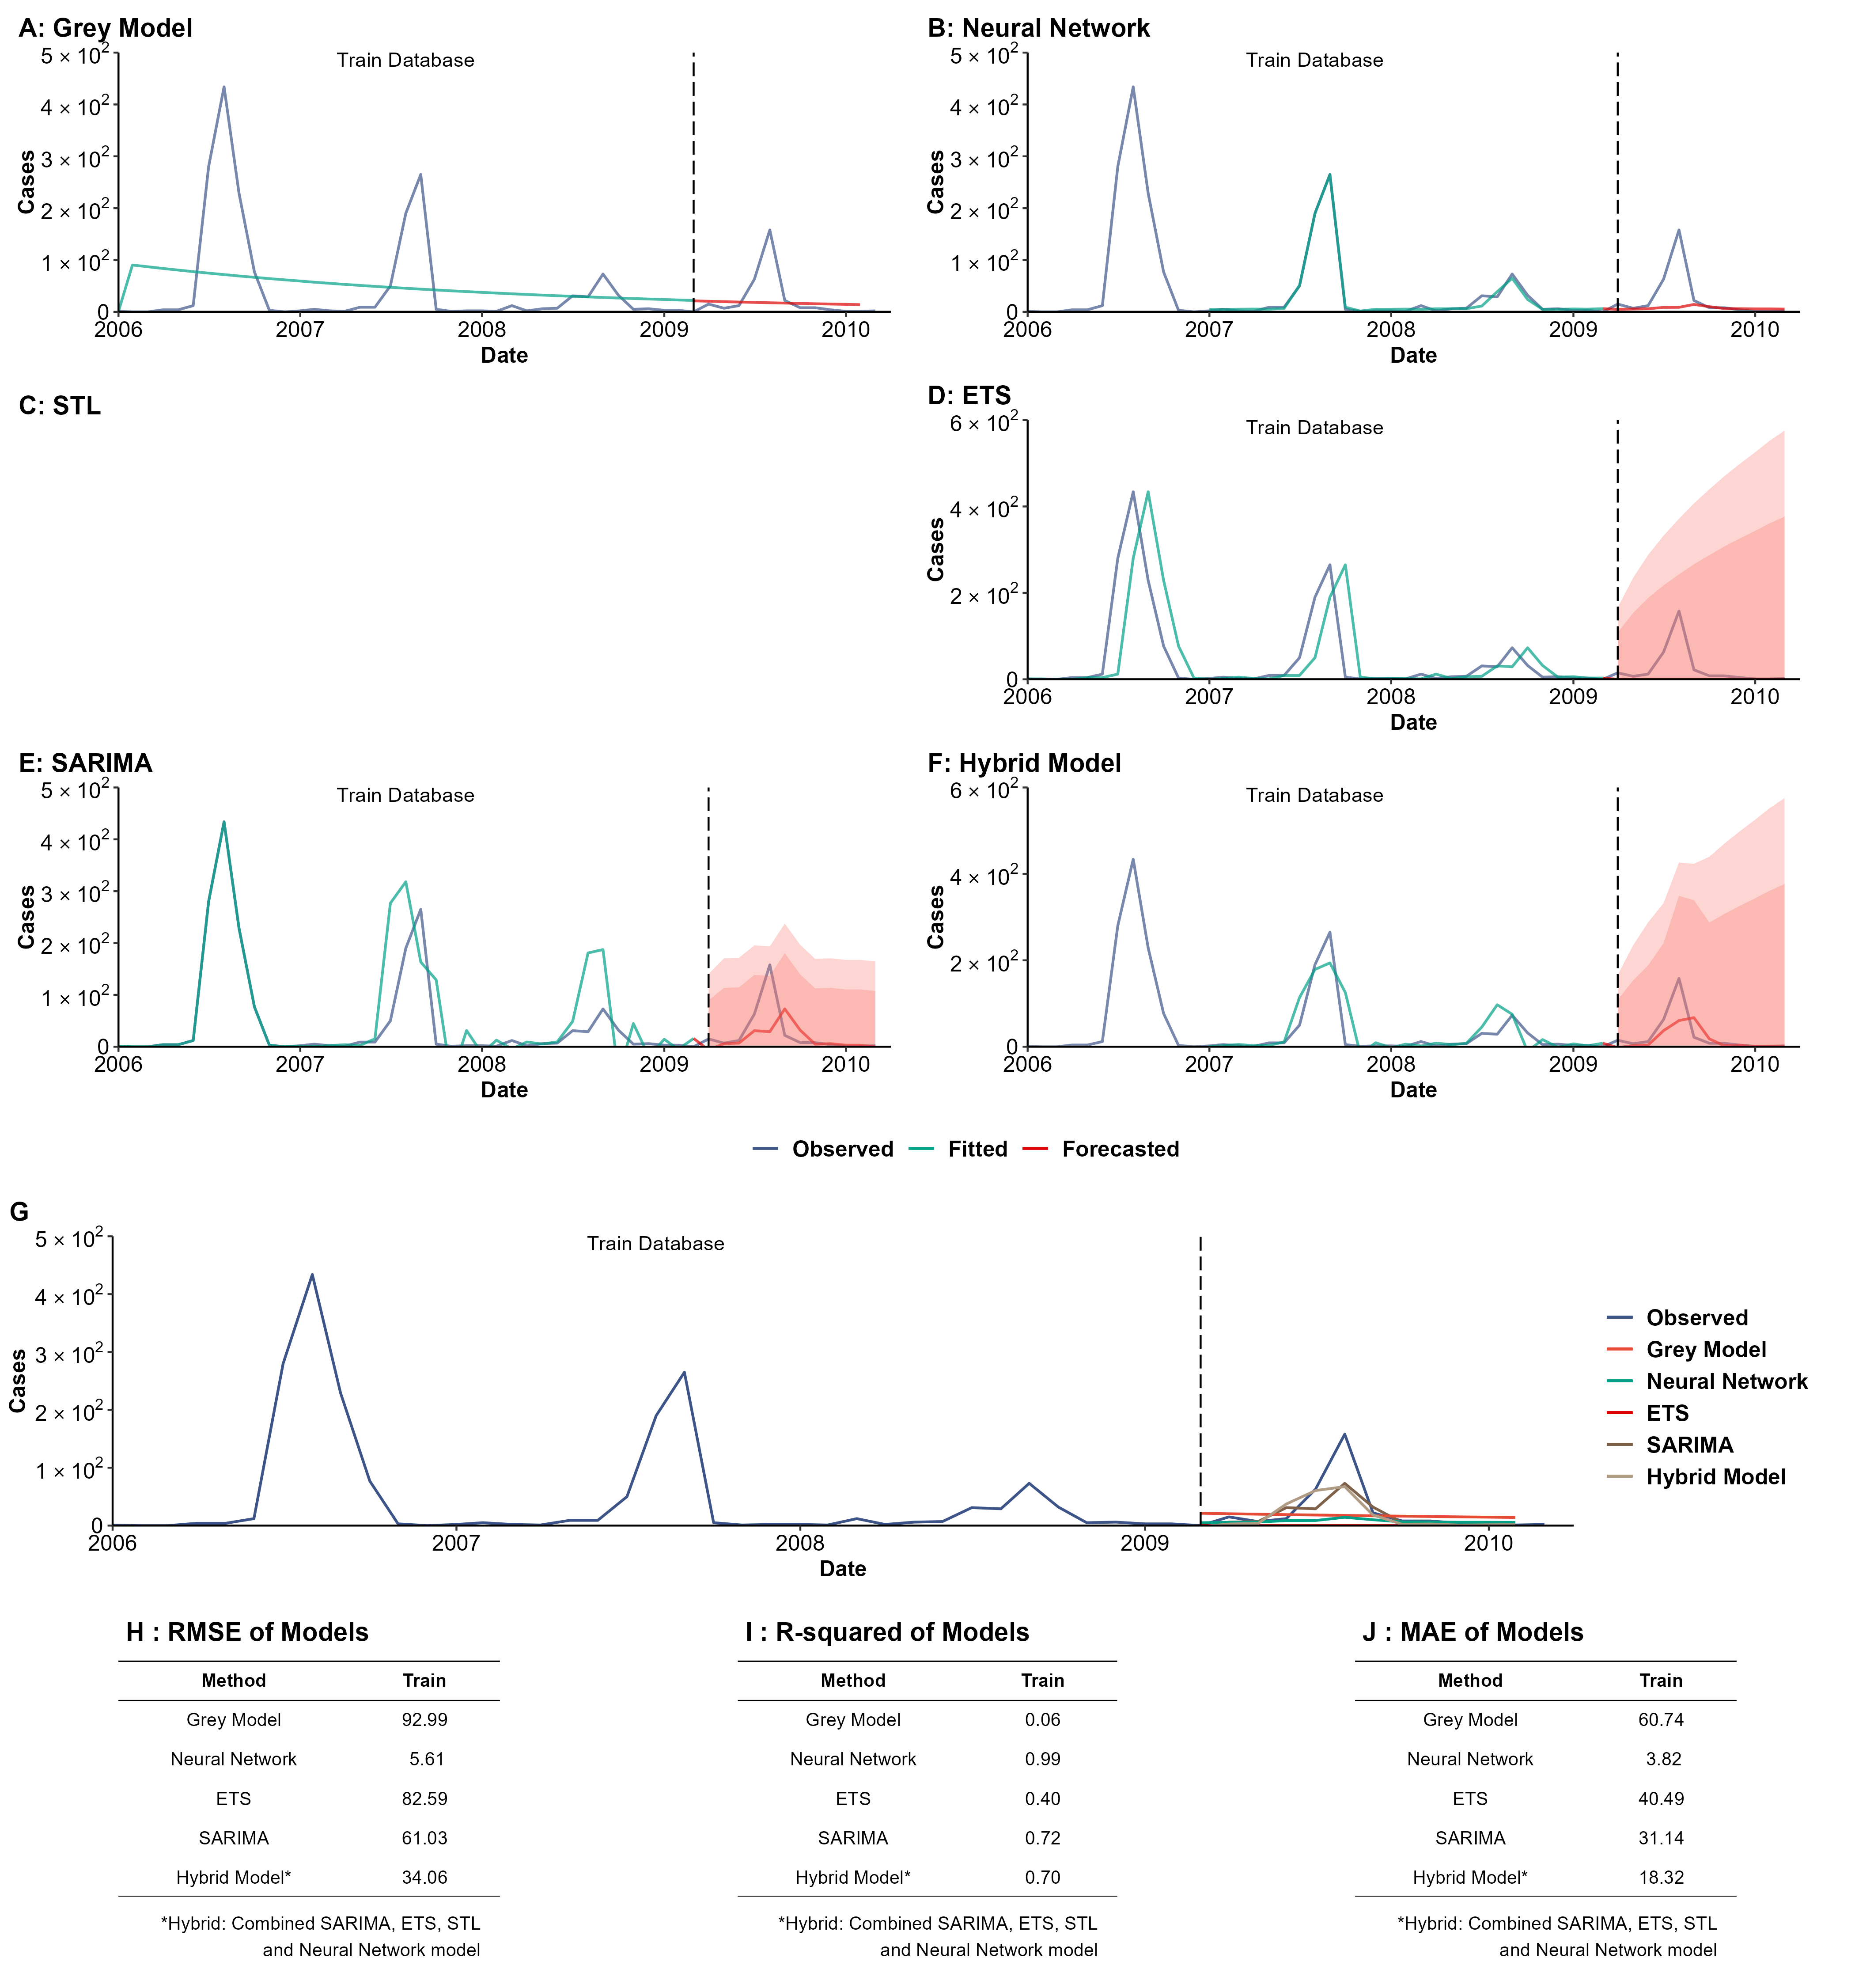 A: Grey Model
Train Database
5 × 10²
4 × 10²
3 × 10²
2 × 10²
1 × 10²
0
Cases
2006 2007 2008 2009 2010
Date
B: Neural Network
Train Database
5 × 10²
4 × 10²
3 × 10²
2 × 10²
1 × 10²
0
Cases
2006 2007 2008 2009 2010
Date
C: STL
D: ETS
Train Database
6 × 10²
4 × 10²
2 × 10²
0
Cases
2006 2007 2008 2009 2010
Date
E: SARIMA
Train Database
5 × 10²
4 × 10²
3 × 10²
2 × 10²
1 × 10²
0
Cases
2006 2007 2008 2009 2010
Date
F: Hybrid Model
Train Database
6 × 10²
4 × 10²
2 × 10²
0
Cases
2006 2007 2008 2009 2010
Date
Observed Fitted Forecasted
G
Train Database
5 × 10²
4 × 10²
3 × 10²
2 × 10²
1 × 10²
0
Cases
2006 2007 2008 2009 2010
Date
Observed
Grey Model
Neural Network
ETS
SARIMA
Hybrid Model
H : RMSE of Models
Method Train
Grey Model 92.99
Neural Network 5.61
ETS 82.59
SARIMA 61.03
Hybrid Model* 34.06
*Hybrid: Combined SARIMA, ETS, STL
and Neural Network model
I : R-squared of Models
Method Train
Grey Model 0.06
Neural Network 0.99
ETS 0.40
SARIMA 0.72
Hybrid Model* 0.70
*Hybrid: Combined SARIMA, ETS, STL
and Neural Network model
J : MAE of Models
Method Train
Grey Model 60.74
Neural Network 3.82
ETS 40.49
SARIMA 31.14
Hybrid Model* 18.32
*Hybrid: Combined SARIMA, ETS, STL
and Neural Network model